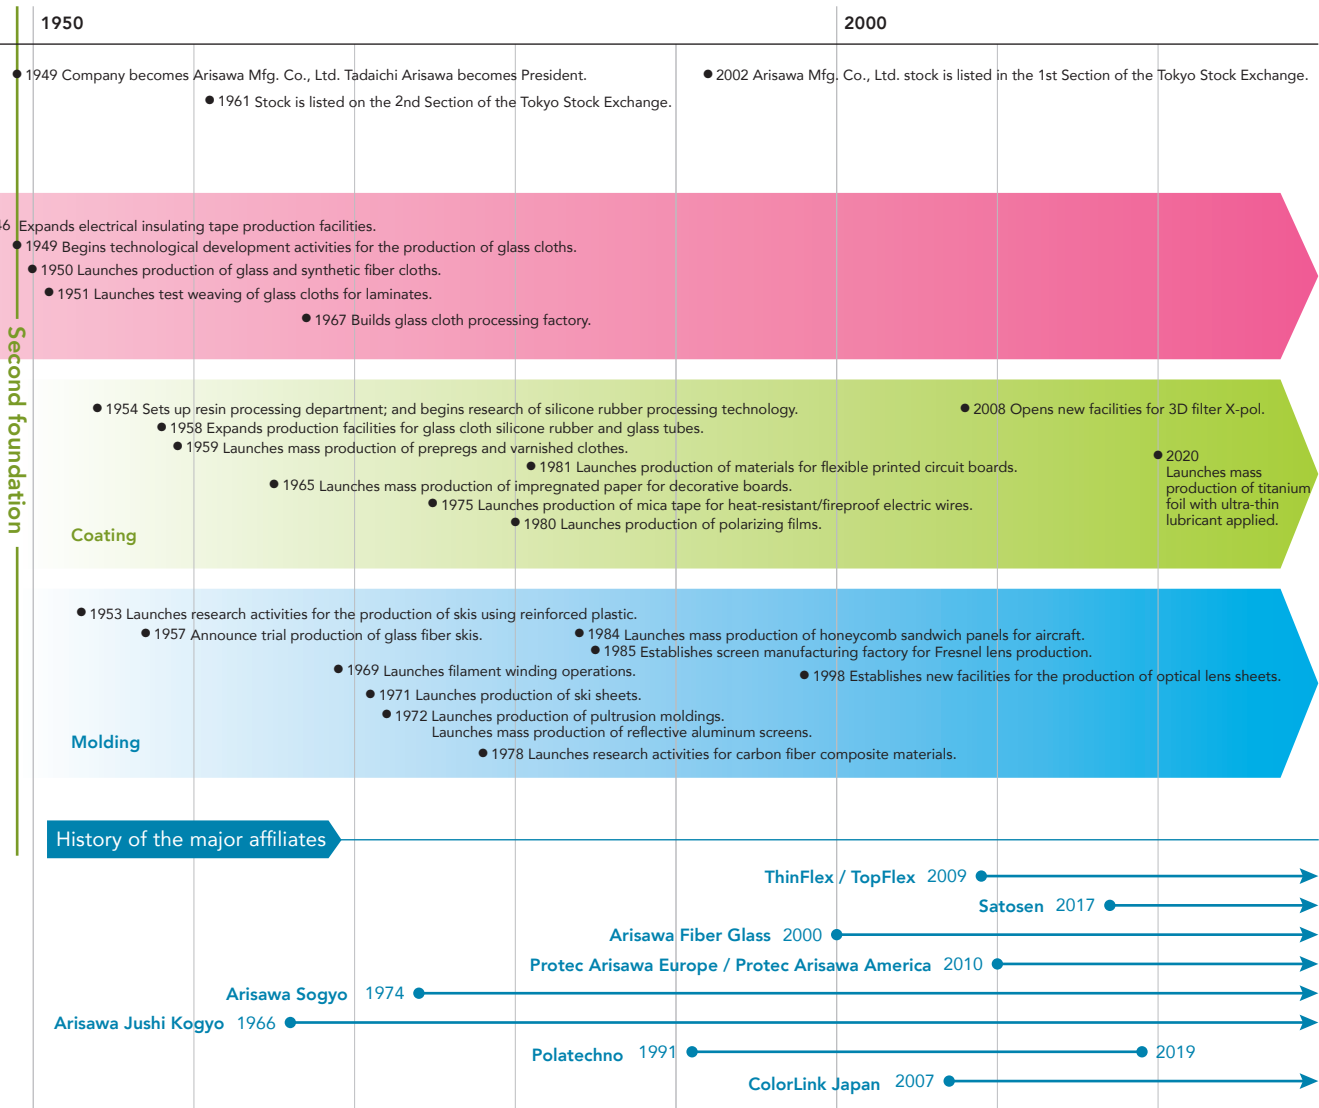 1950
2000
1949 Company becomes Arisawa Mfg. Co., Ltd. Tadaichi Arisawa becomes President.
2002 Arisawa Mfg. Co., Ltd. stock is listed in the 1st Section of the Tokyo Stock Exchange.
1961 Stock is listed on the 2nd Section of the Tokyo Stock Exchange.
46 Expands electrical insulating tape production facilities.
1949 Begins technological development activities for the production of glass cloths.
1950 Launches production of glass and synthetic fiber cloths.
1951 Launches test weaving of glass cloths for laminates.
1967 Builds glass cloth processing factory.
Second foundation
1954 Sets up resin processing department; and begins research of silicone rubber processing technology.
2008 Opens new facilities for 3D filter X-pol.
1958 Expands production facilities for glass cloth silicone rubber and glass tubes.
1959 Launches mass production of prepregs and varnished clothes.
2020
Launches mass
production of titanium
foil with ultra-thin
lubricant applied.
1981 Launches production of materials for flexible printed circuit boards.
1965 Launches mass production of impregnated paper for decorative boards.
1975 Launches production of mica tape for heat-resistant/fireproof electric wires.
1980 Launches production of polarizing films.
Coating
1953 Launches research activities for the production of skis using reinforced plastic.
1957 Announce trial production of glass fiber skis.
1984 Launches mass production of honeycomb sandwich panels for aircraft.
1985 Establishes screen manufacturing factory for Fresnel lens production.
1969 Launches filament winding operations.
1998 Establishes new facilities for the production of optical lens sheets.
1971 Launches production of ski sheets.
1972 Launches production of pultrusion moldings.
Launches mass production of reflective aluminum screens.
Molding
1978 Launches research activities for carbon fiber composite materials.
History of the major affiliates
ThinFlex / TopFlex 2009
Satosen 2017
Arisawa Fiber Glass 2000
Protec Arisawa Europe / Protec Arisawa America 2010
Arisawa Sogyo 1974
Arisawa Jushi Kogyo 1966
Polatechno 1991 2019
ColorLink Japan 2007